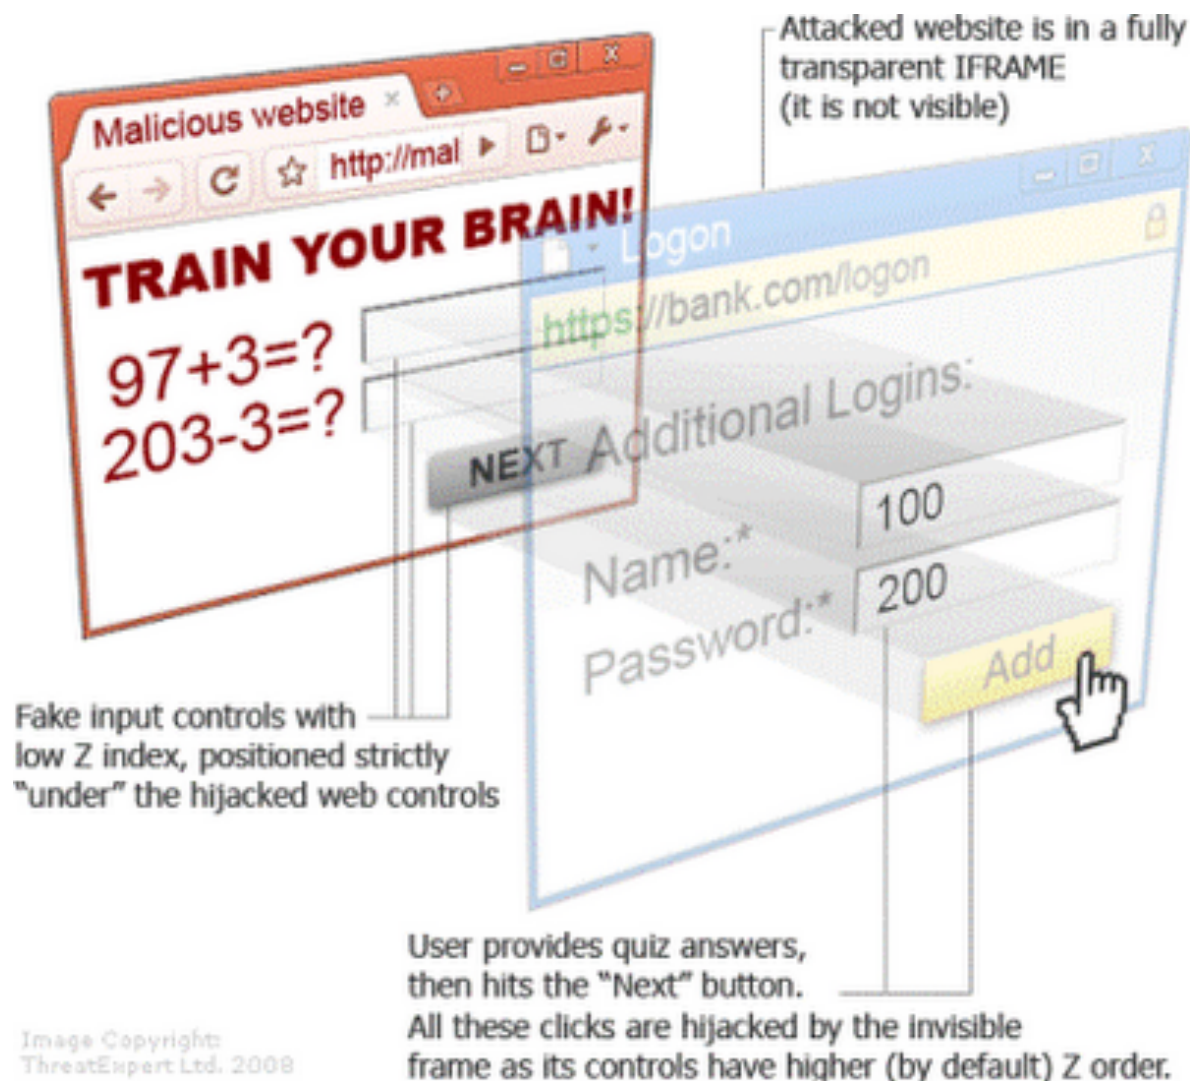 Attacked website is in a fully
transparent IFRAME
(it is not visible)
Malicious website
http://mal
TRAIN YOUR BRAIN!
97+3=?
203-3=?
NEXT
Logon
https://bank.com/logon
Additional Logins:
Name:* 100
Password:* 200
Add
Fake input controls with
low Z index, positioned strictly
“under” the hijacked web controls
User provides quiz answers,
then hits the “Next” button.
All these clicks are hijacked by the invisible
frame as its controls have higher (by default) Z order.
Image Copyright:
ThreatExpert Ltd. 2008